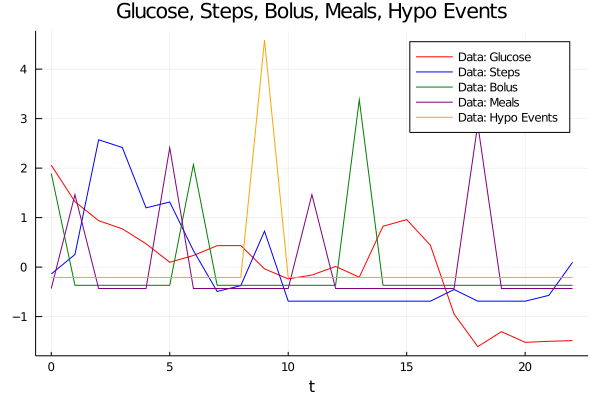 Glucose, Steps, Bolus, Meals, Hypo Events
Data: Glucose
Data: Steps
Data: Bolus
Data: Meals
Data: Hypo Events
4
3
2
1
0
−1
0 5 10 15 20
t